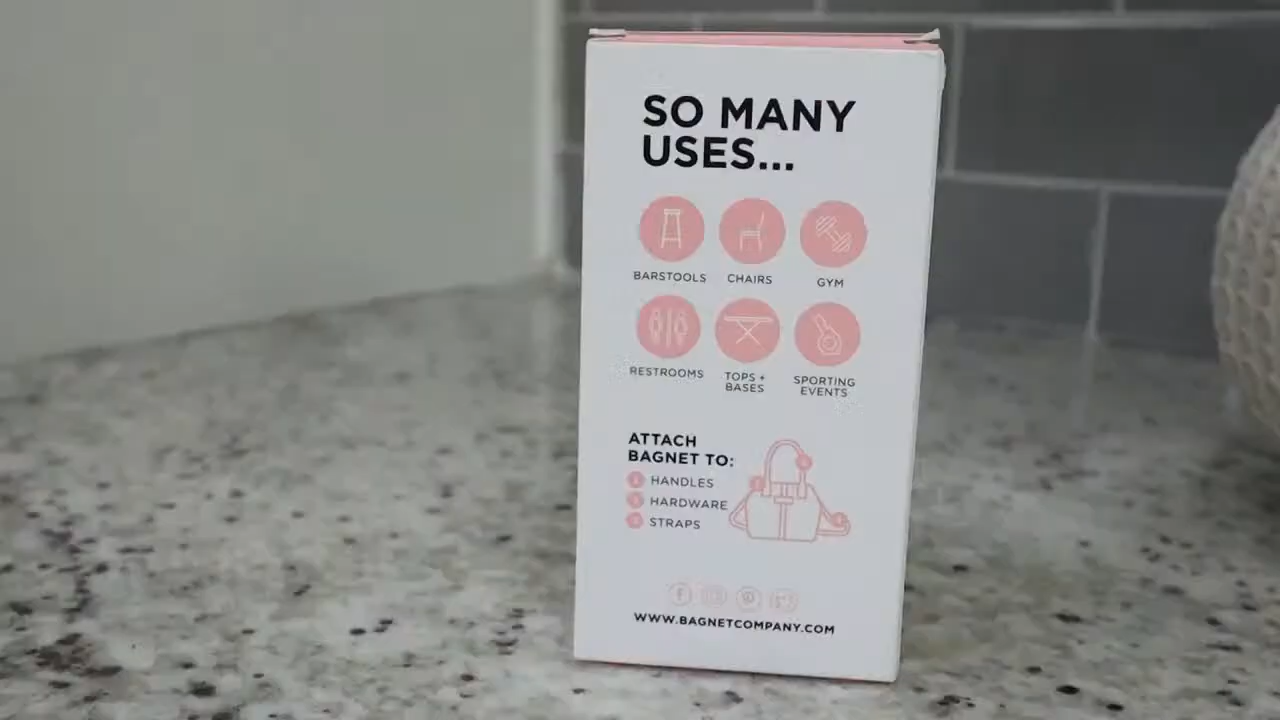 SO MANY
USES...
BARSTOOLS
CHAIRS
GYM
RESTROOMS
TOPS +
BASES
SPORTING
EVENTS
ATTACH
BAGNET TO:
HANDLES
HARDWARE
STRAPS
WWW.BAGNETCOMPANY.COM